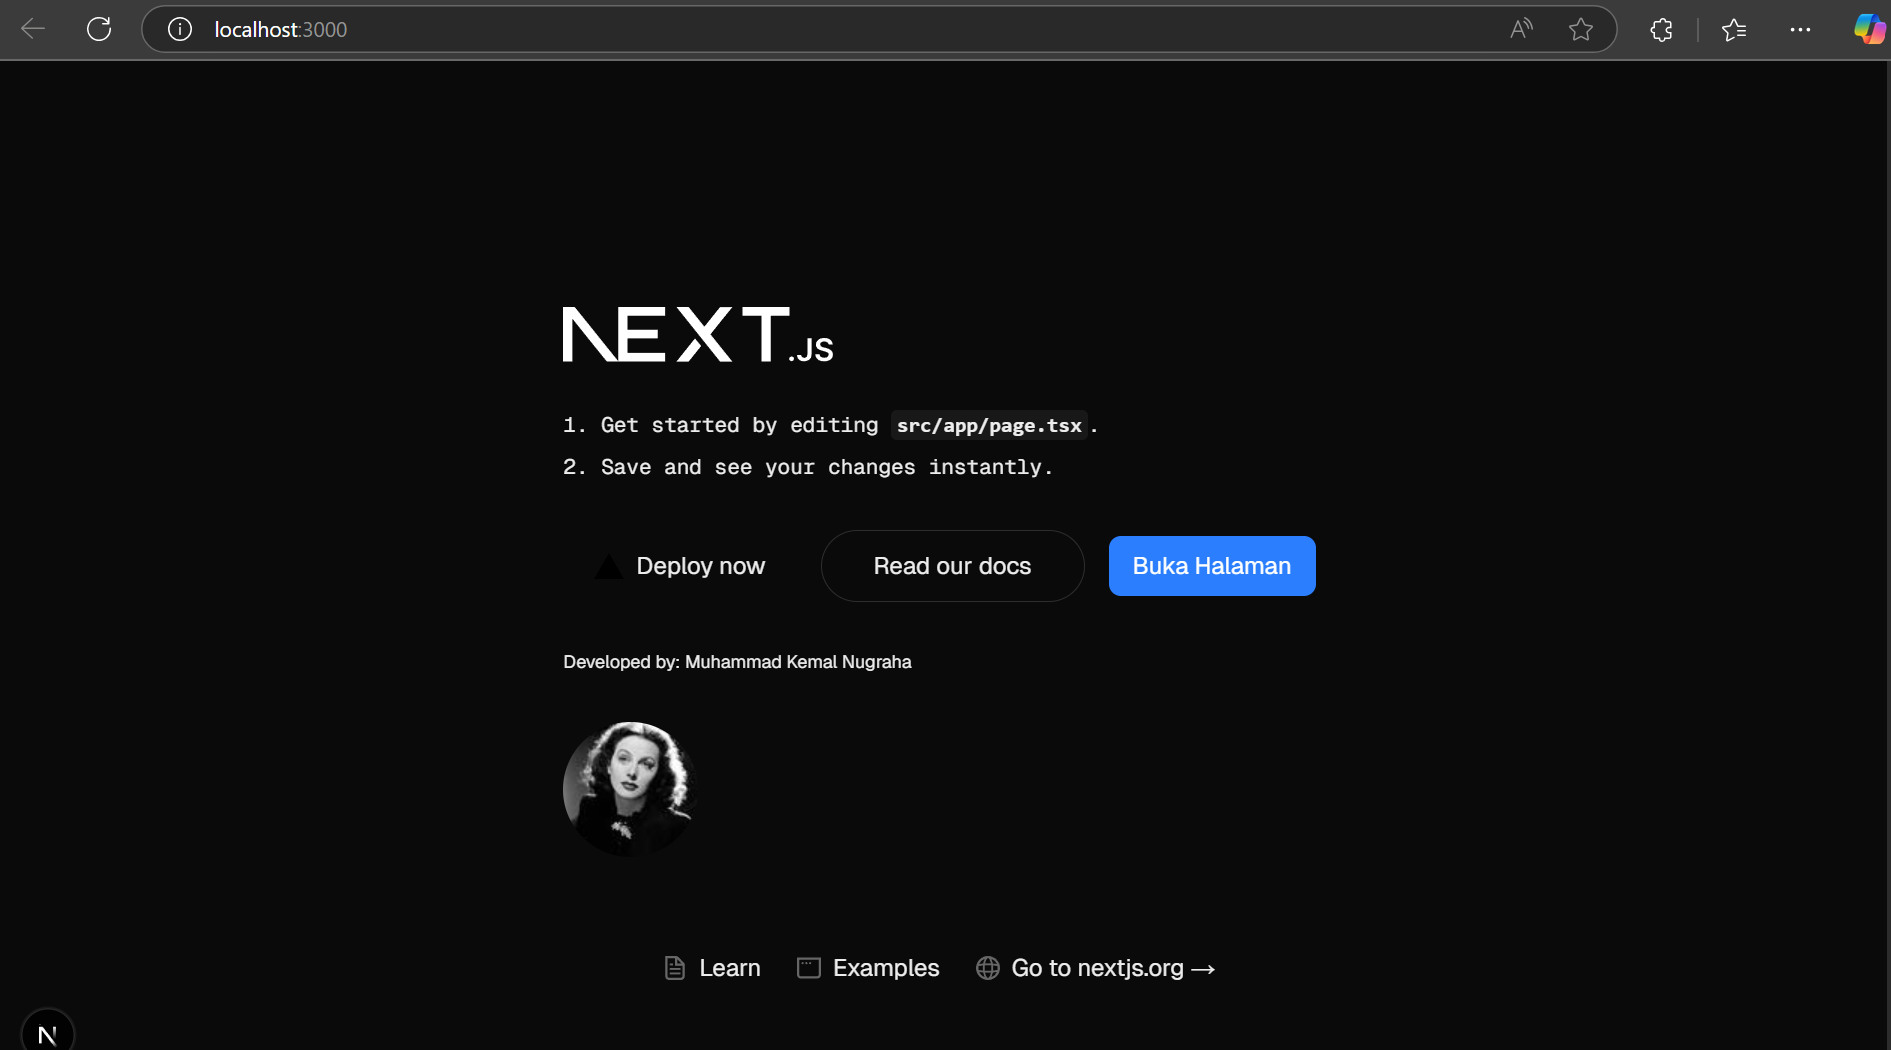 localhost:3000
NEXT.JS
1. Get started by editing src/app/page.tsx.
2. Save and see your changes instantly.
Deploy now Read our docs Buka Halaman
Developed by: Muhammad Kemal Nugraha
Learn Examples Go to nextjs.org →
N